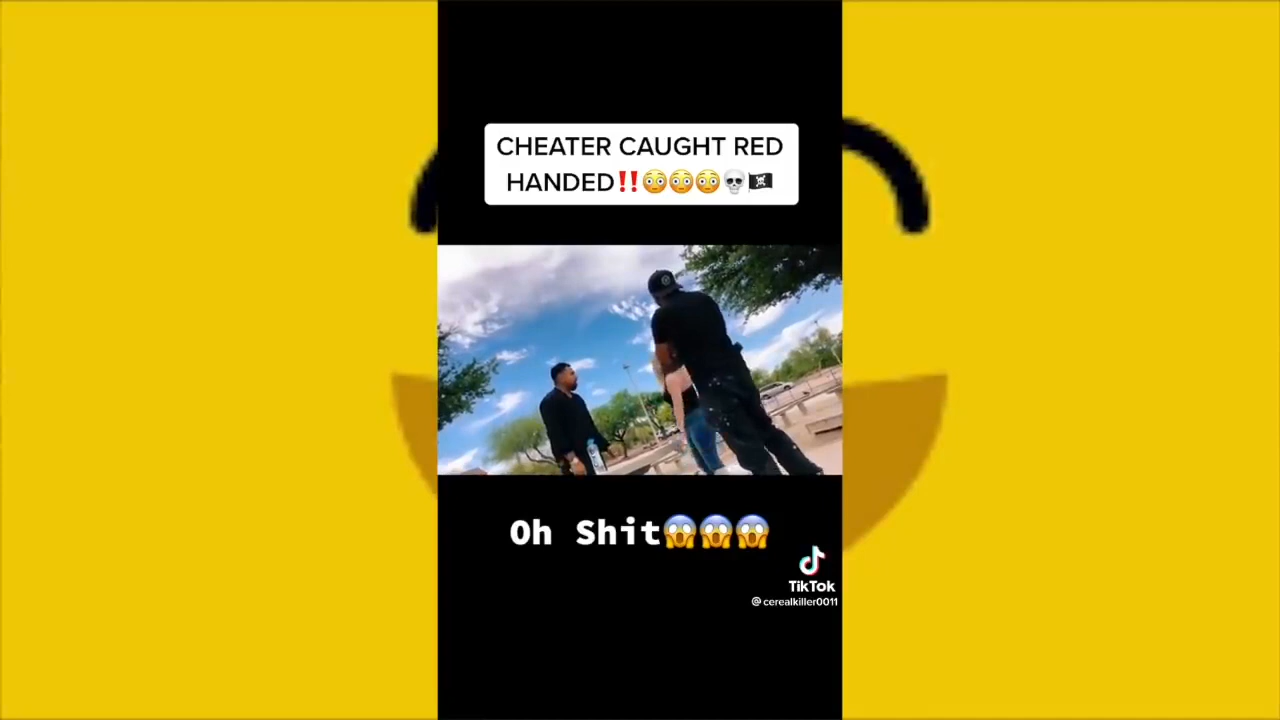 CHEATER CAUGHT RED
HANDED‼️😳😳😳💀🏴‍☠️
Oh Shit😱😱😱
TikTok
@cerealkiller0011